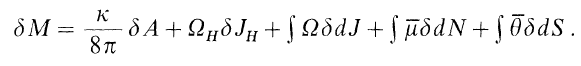 δM = κ/8π δA + Ω_H δJ_H + ∫ Ω δdJ + ∫ μ̄ δdN + ∫ θ̄ δdS .